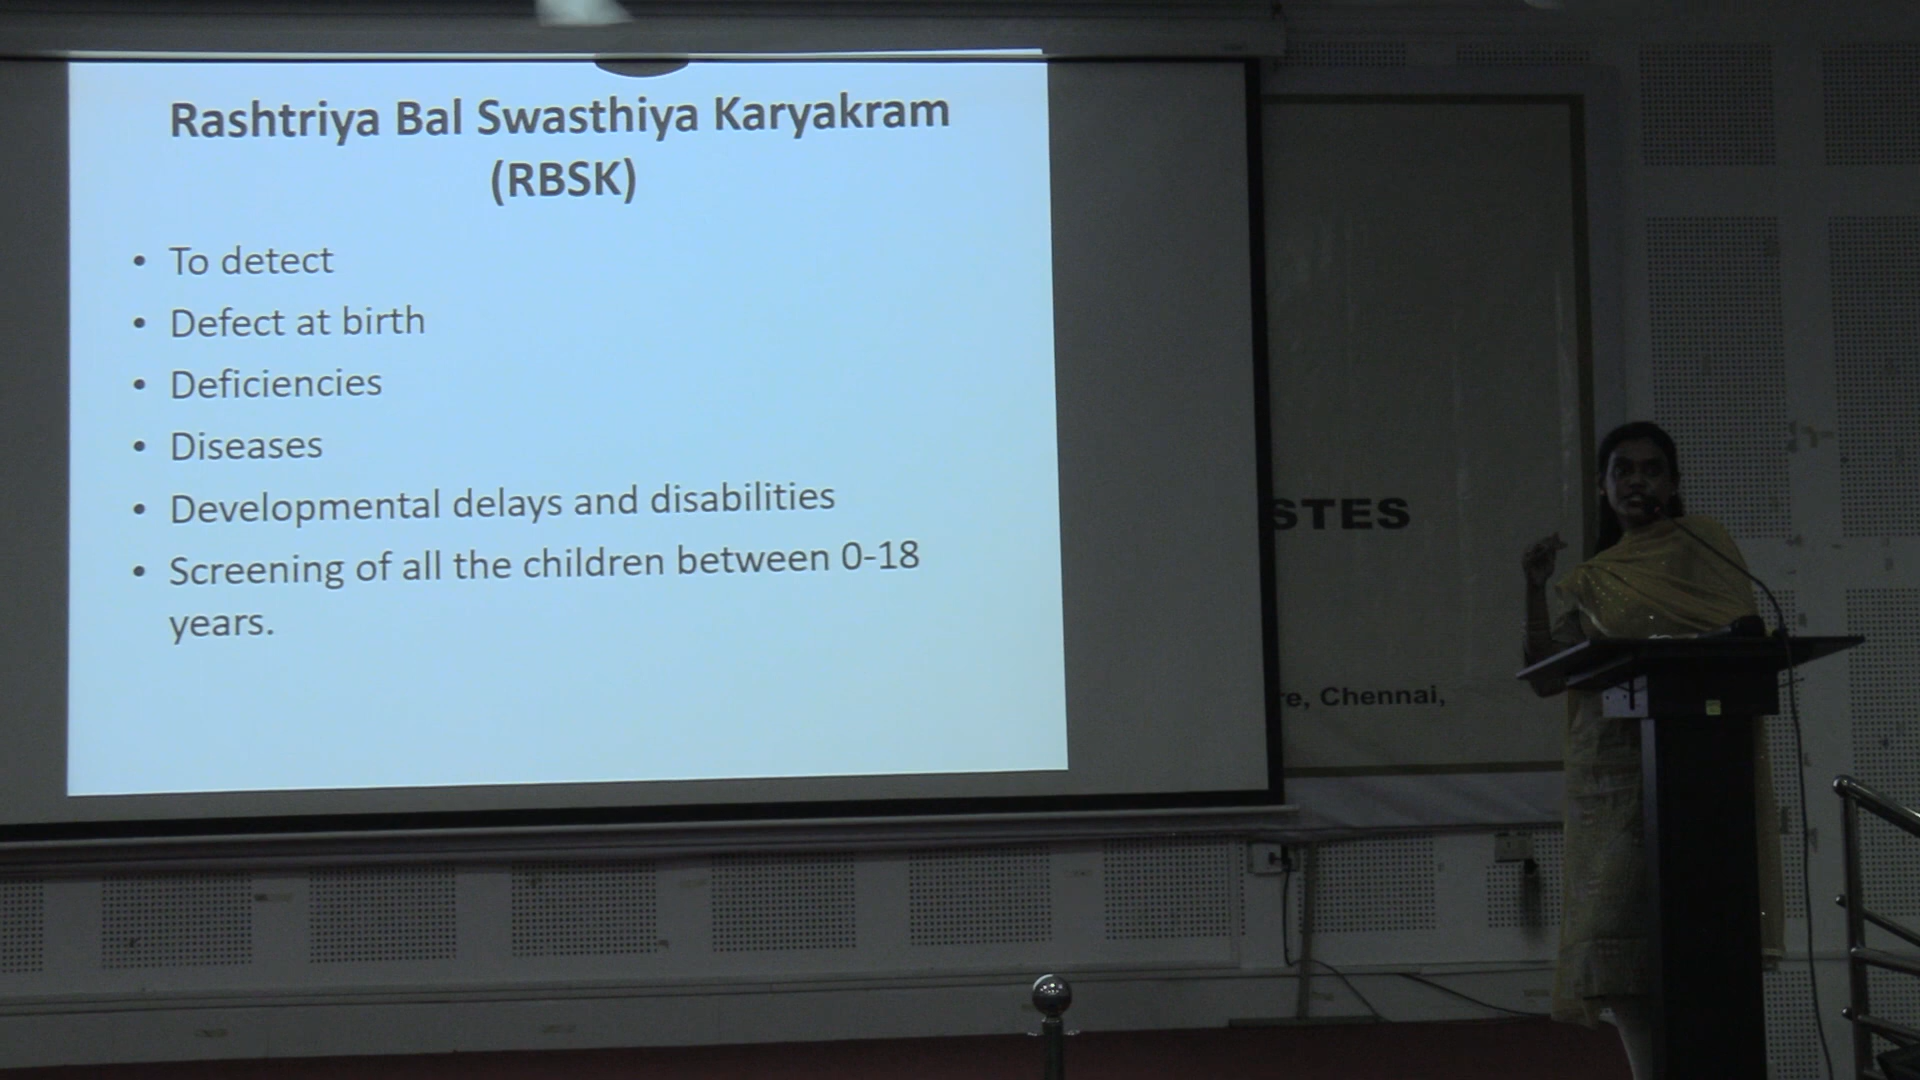 Rashtriya Bal Swasthiya Karyakram
(RBSK)
• To detect
• Defect at birth
• Deficiencies
• Diseases
• Developmental delays and disabilities
• Screening of all the children between 0-18
years.
STES
re, Chennai,